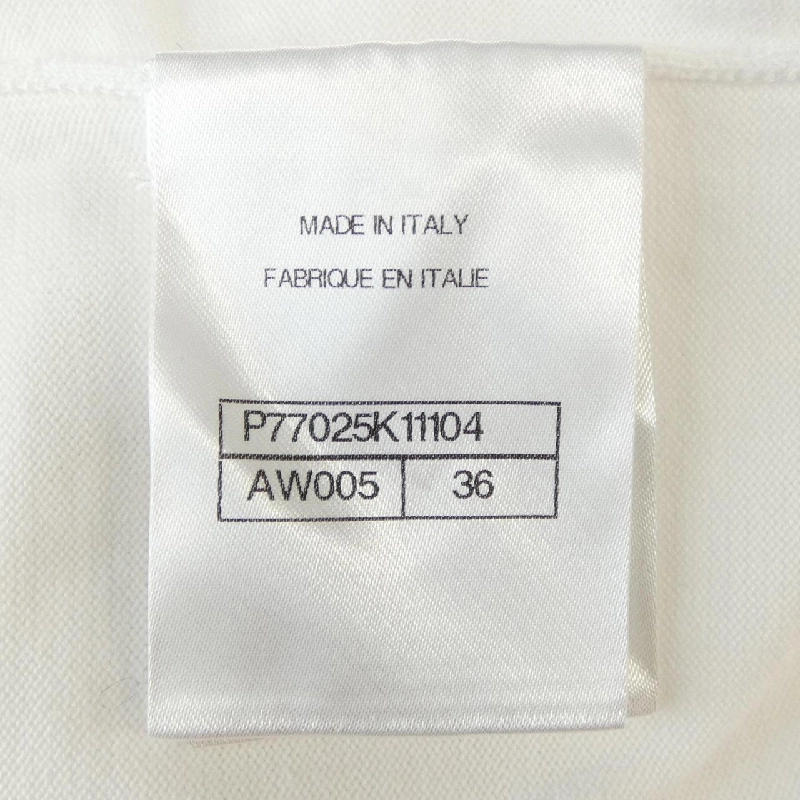 MADE IN ITALY
FABRIQUE EN ITALIE
P77025K11104
AW005 36